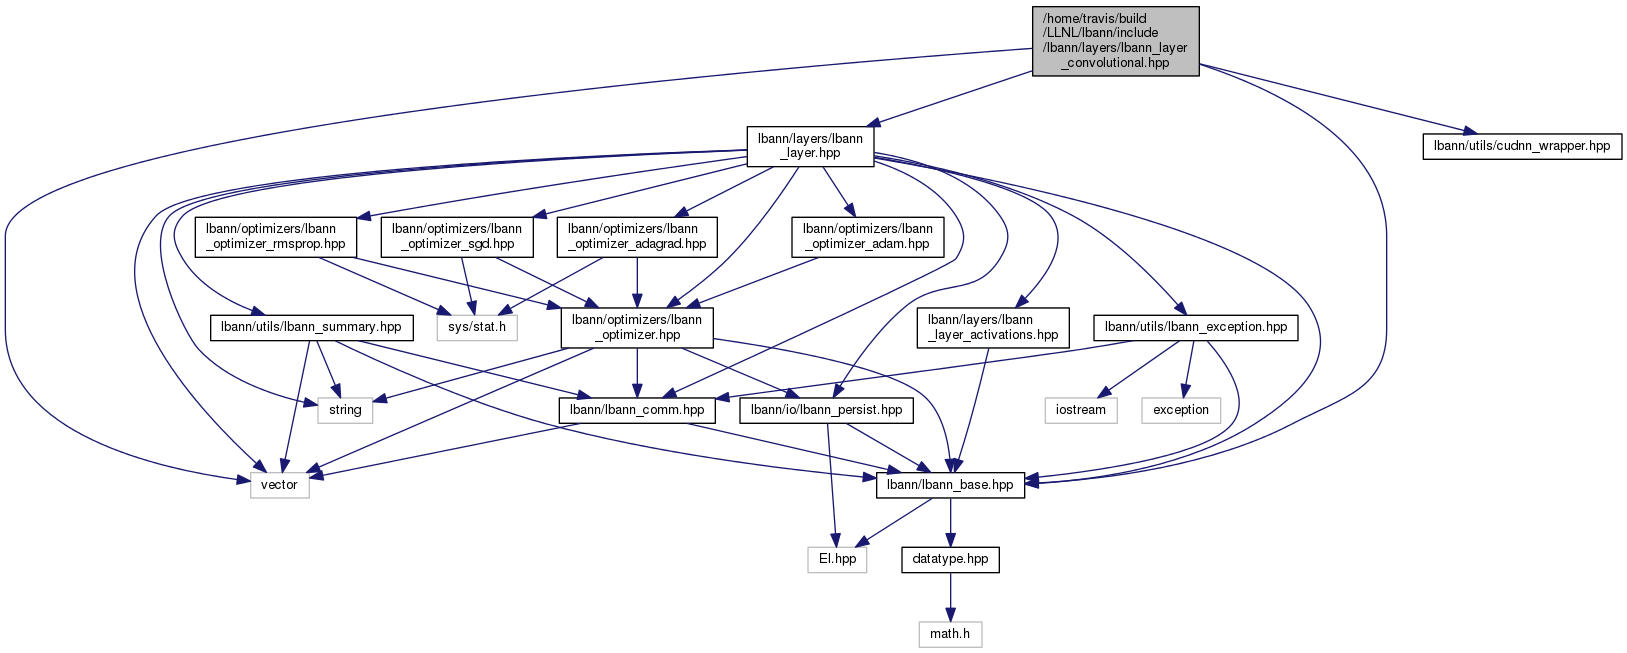 /home/travis/build
/LLNL/lbann/include
/lbann/layers/lbann_layer
_convolutional.hpp
lbann/layers/lbann
_layer.hpp
lbann/utils/cudnn_wrapper.hpp
lbann/optimizers/lbann
_optimizer_rmsprop.hpp
lbann/optimizers/lbann
_optimizer_sgd.hpp
lbann/optimizers/lbann
_optimizer_adagrad.hpp
lbann/optimizers/lbann
_optimizer_adam.hpp
lbann/utils/lbann_summary.hpp
sys/stat.h
lbann/optimizers/lbann
_optimizer.hpp
lbann/layers/lbann
_layer_activations.hpp
lbann/utils/lbann_exception.hpp
string
lbann/lbann_comm.hpp
lbann/io/lbann_persist.hpp
iostream
exception
vector
lbann/lbann_base.hpp
El.hpp
datatype.hpp
math.h